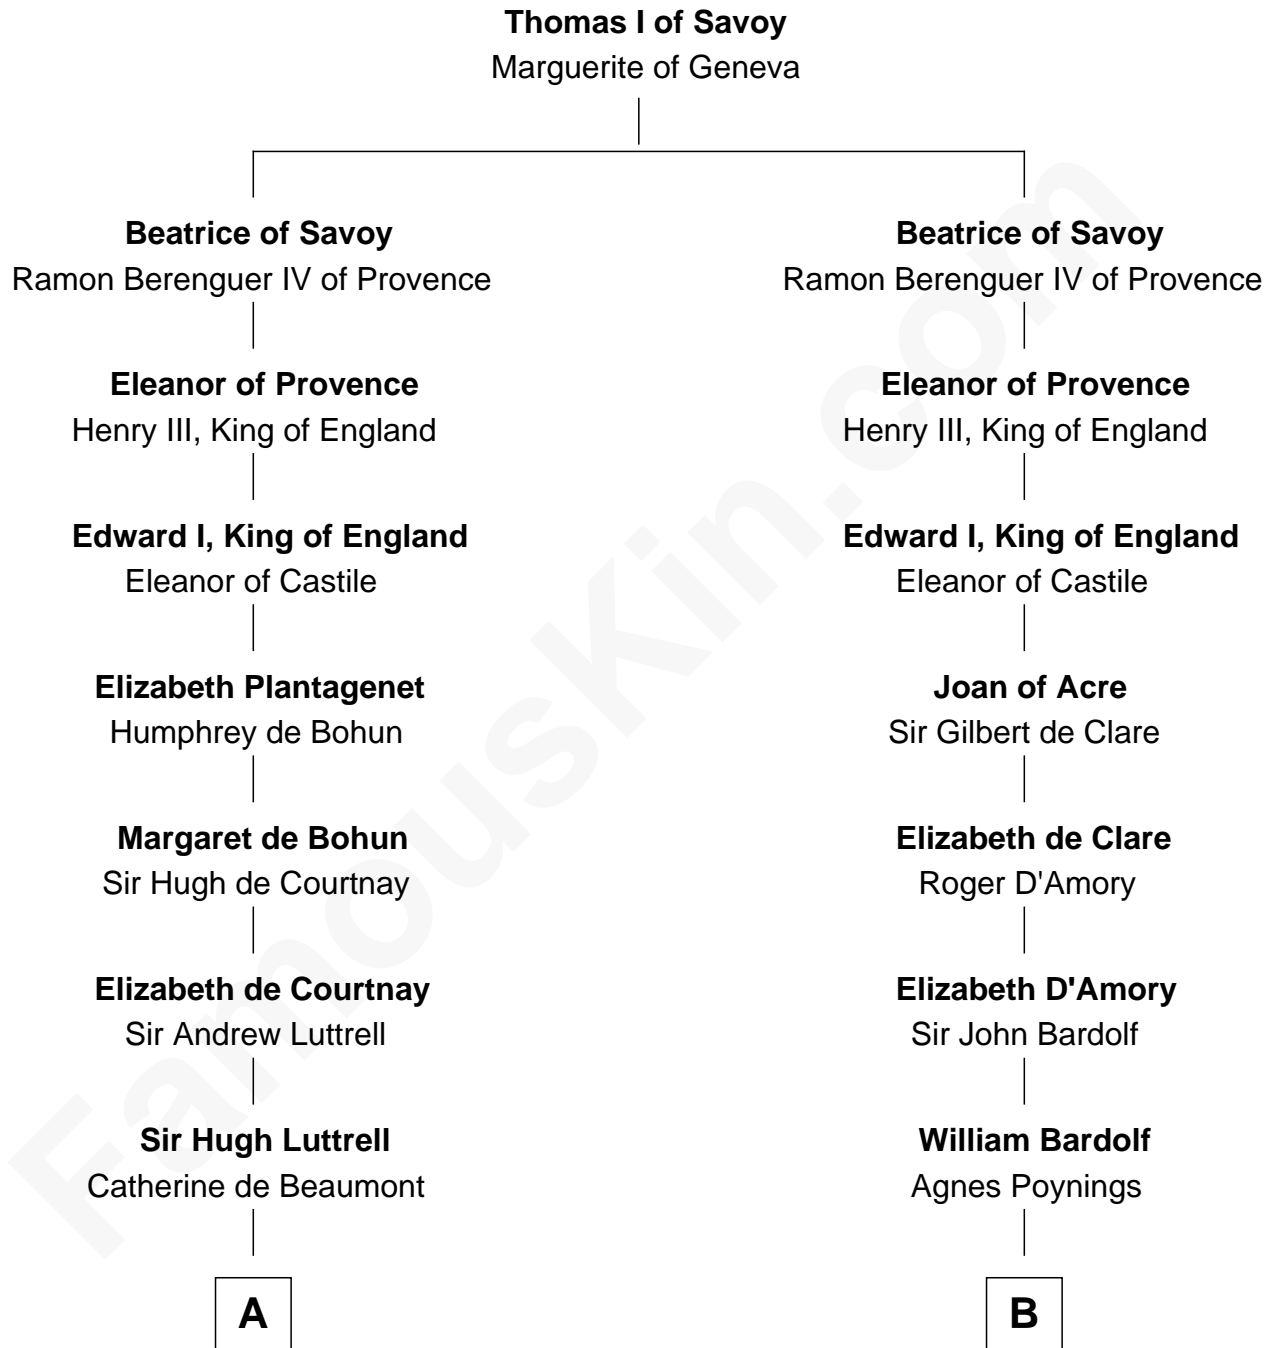 Thomas I of Savoy
Marguerite of Geneva
Beatrice of Savoy
Ramon Berenguer IV of Provence
Eleanor of Provence
Henry III, King of England
Edward I, King of England
Eleanor of Castile
Elizabeth Plantagenet
Humphrey de Bohun
Margaret de Bohun
Sir Hugh de Courtnay
Elizabeth de Courtnay
Sir Andrew Luttrell
Sir Hugh Luttrell
Catherine de Beaumont
A
Beatrice of Savoy
Ramon Berenguer IV of Provence
Eleanor of Provence
Henry III, King of England
Edward I, King of England
Eleanor of Castile
Joan of Acre
Sir Gilbert de Clare
Elizabeth de Clare
Roger D'Amory
Elizabeth D'Amory
Sir John Bardolf
William Bardolf
Agnes Poynings
B
FamousKin.com